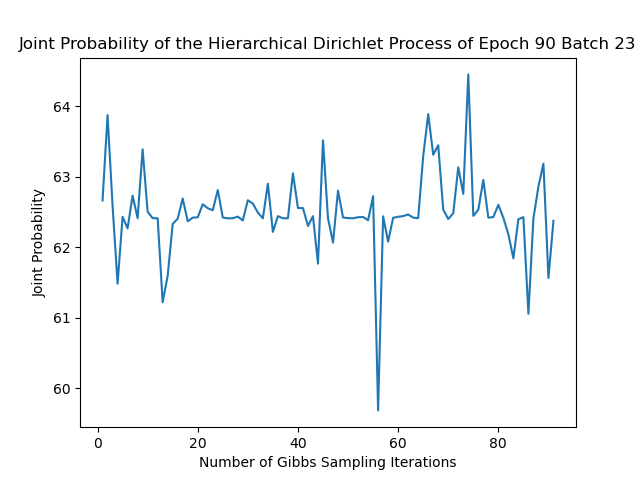 Joint Probability of the Hierarchical Dirichlet Process of Epoch 90 Batch 23
64
63
62
61
60
Joint Probability
0 20 40 60 80
Number of Gibbs Sampling Iterations